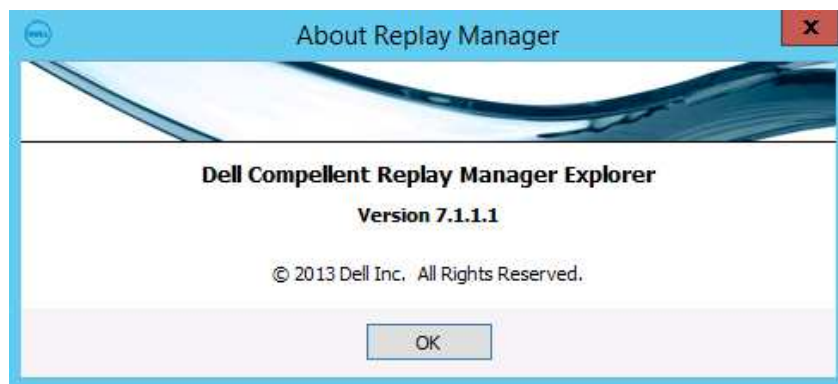 About Replay Manager
x
Dell Compellent Replay Manager Explorer
Version 7.1.1.1
© 2013 Dell Inc. All Rights Reserved.
OK